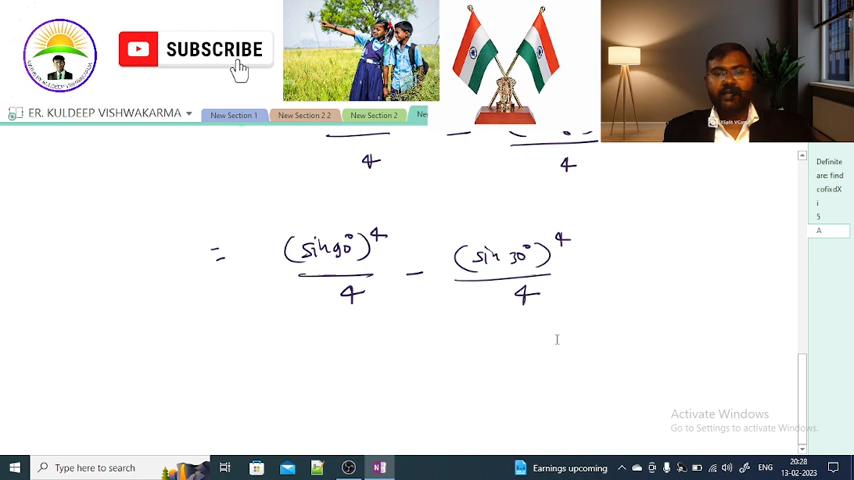 SUBSCRIBE
ER. KULDEEP VISHWAKARMA
New Section 1
New Section 2 2
New Section 2
4 4
= (sin 90°)^4 / 4 - (sin 30°)^4 / 4
Definite
are: find
cofixdX
i
5
A
Activate Windows
Go to Settings to activate Windows.
Type here to search
Earnings upcoming
ENG
20:28
13-02-2023